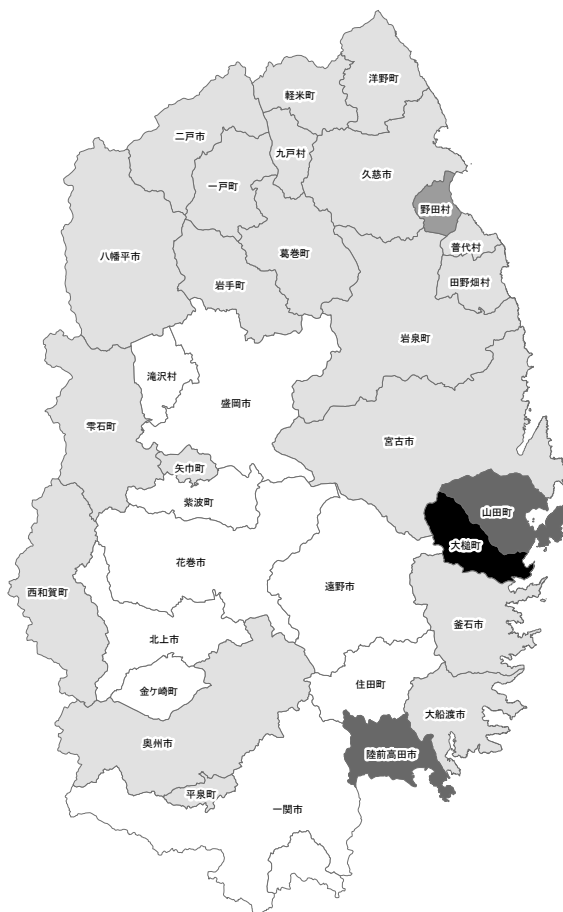 洋野町
軽米町
二戸市
九戸村
久慈市
一戸町
野田村
普代村
八幡平市
葛巻町
田野畑村
岩手町
岩泉町
滝沢村
盛岡市
雫石町
宮古市
矢巾町
紫波町
山田町
大槌町
花巻市
遠野市
西和賀町
釜石市
北上市
金ケ崎町
住田町
大船渡市
奥州市
陸前高田市
平泉町
一関市